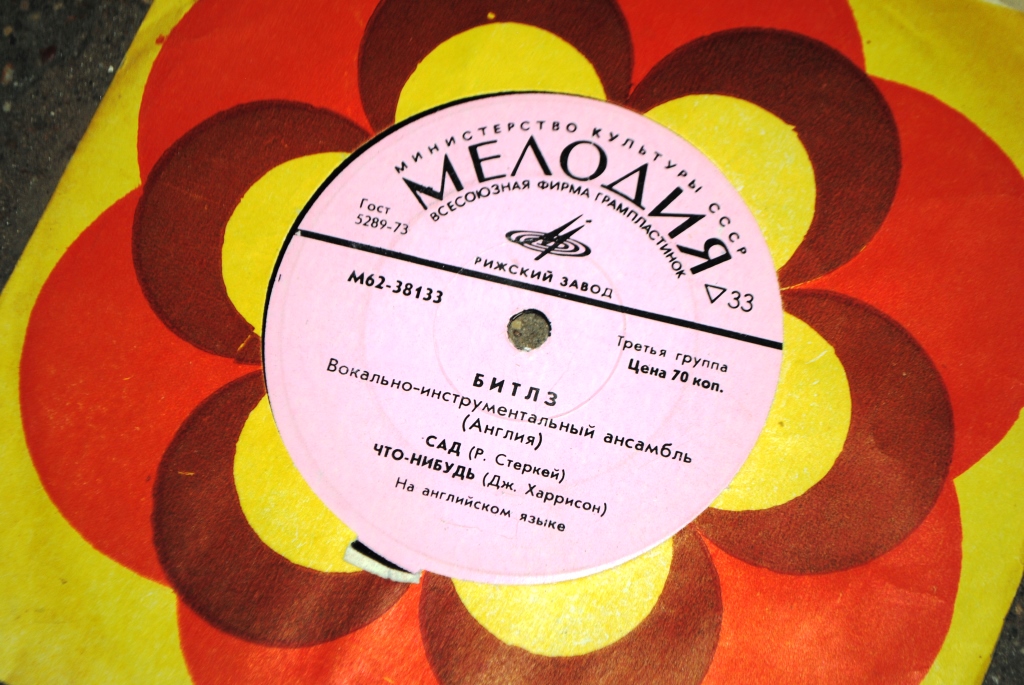 МИНИСТЕРСТВО КУЛЬТУРЫ СССР
МЕЛОДИЯ
ВСЕСОЮЗНАЯ ФИРМА ГРАМПЛАСТИНОК
Гост
5289-73
РИЖСКИЙ ЗАВОД
33
М62-38133
Третья группа
Цена 70 коп.
БИТЛЗ
Вокально-инструментальный ансамбль
(Англия)
САД (Р. Стеркей)
ЧТО-НИБУДЬ (Дж. Харрисон)
На английском языке